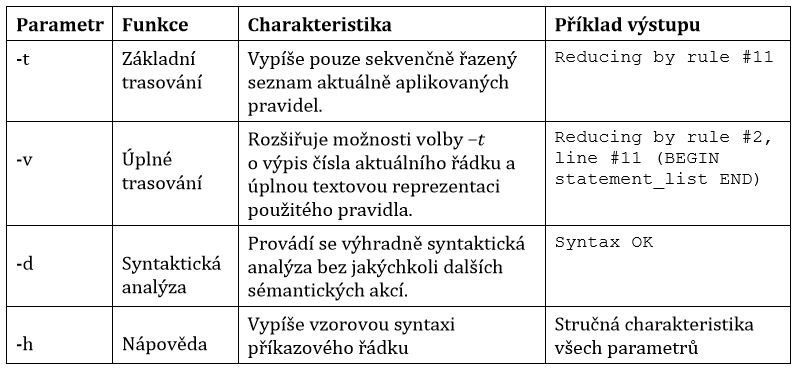 Parametr Funkce Charakteristika Příklad výstupu
-t Základní trasování Vypíše pouze sekvenčně řazený seznam aktuálně aplikovaných pravidel. Reducing by rule #11
-v Úplné trasování Rozšiřuje možnosti volby –t o výpis čísla aktuálního řádku a úplnou textovou reprezentaci použitého pravidla. Reducing by rule #2, line #11 (BEGIN statement_list END)
-d Syntaktická analýza Provádí se výhradně syntaktická analýza bez jakýchkoli dalších sémantických akcí. Syntax OK
-h Nápověda Vypíše vzorovou syntaxi příkazového řádku Stručná charakteristika všech parametrů